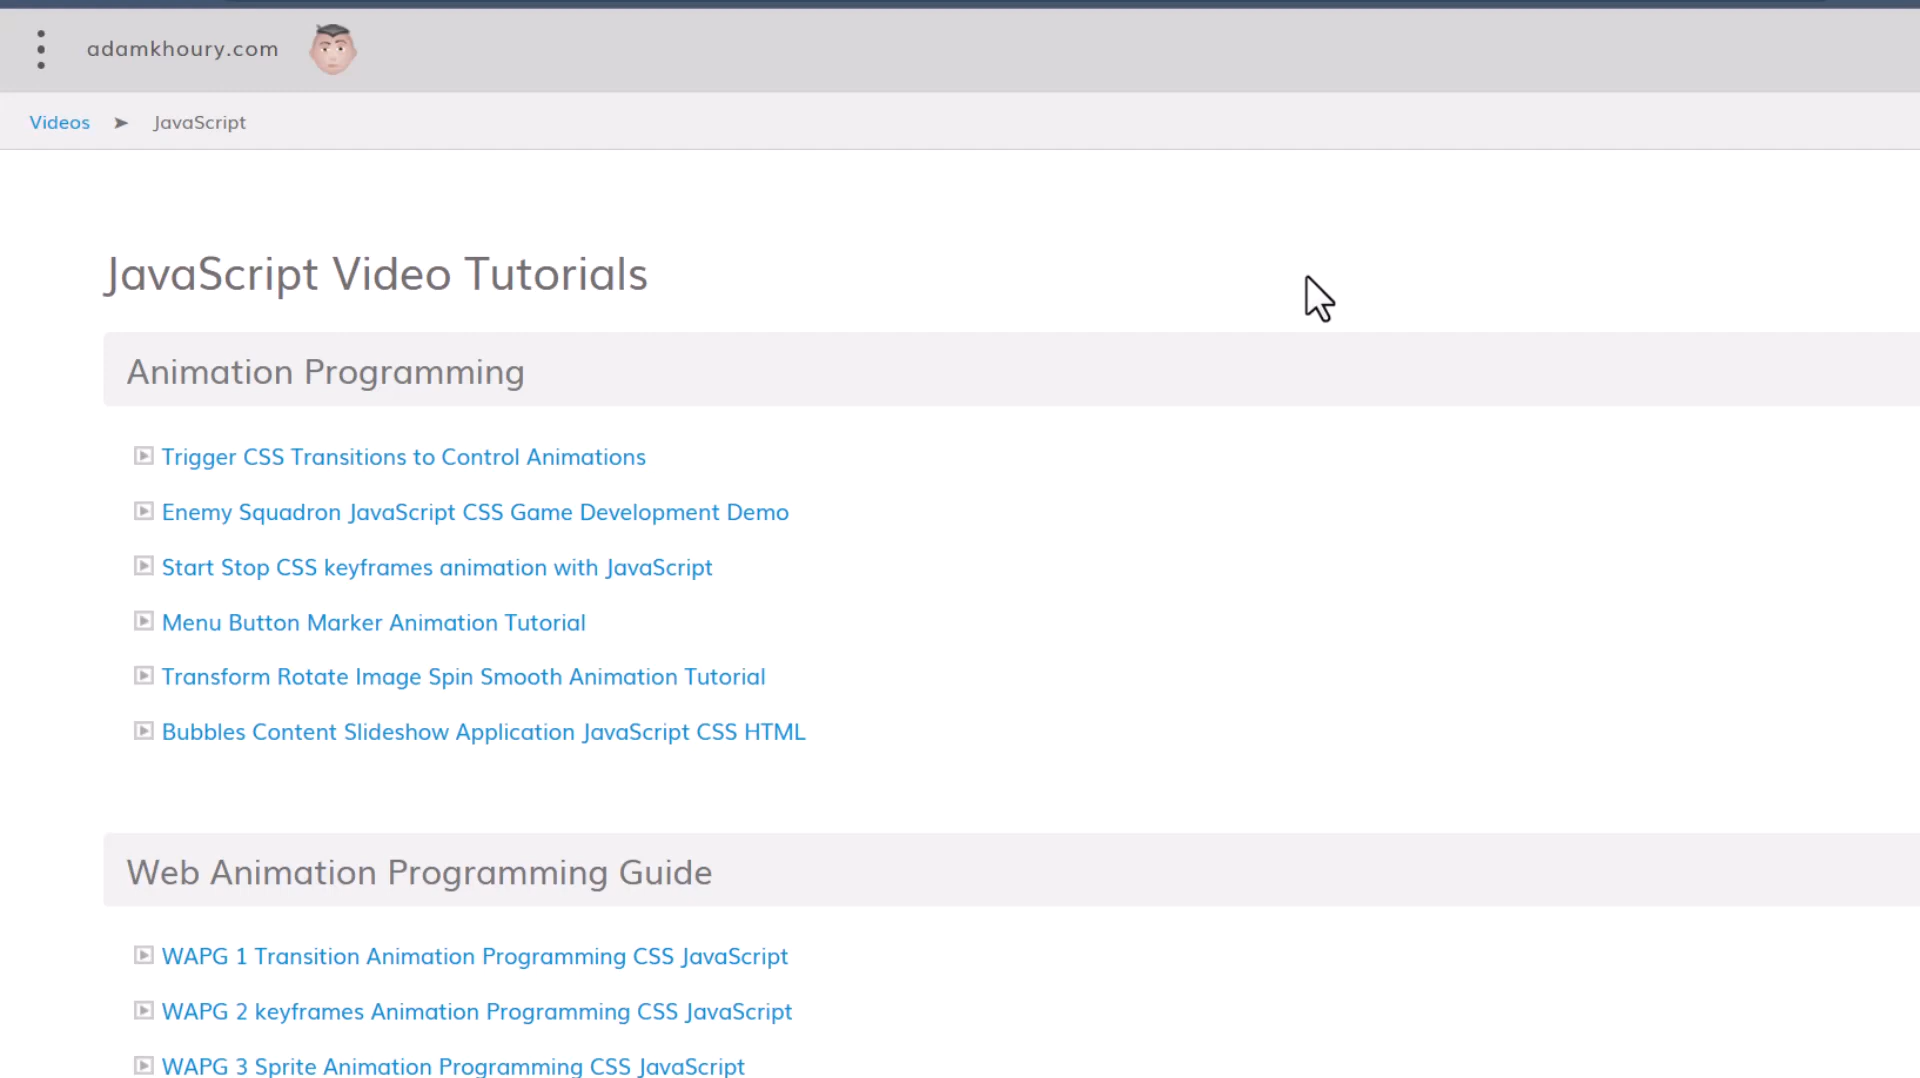 adamkhoury.com
Videos ➤ JavaScript
JavaScript Video Tutorials
Animation Programming
Trigger CSS Transitions to Control Animations
Enemy Squadron JavaScript CSS Game Development Demo
Start Stop CSS keyframes animation with JavaScript
Menu Button Marker Animation Tutorial
Transform Rotate Image Spin Smooth Animation Tutorial
Bubbles Content Slideshow Application JavaScript CSS HTML
Web Animation Programming Guide
WAPG 1 Transition Animation Programming CSS JavaScript
WAPG 2 keyframes Animation Programming CSS JavaScript
WAPG 3 Sprite Animation Programming CSS JavaScript